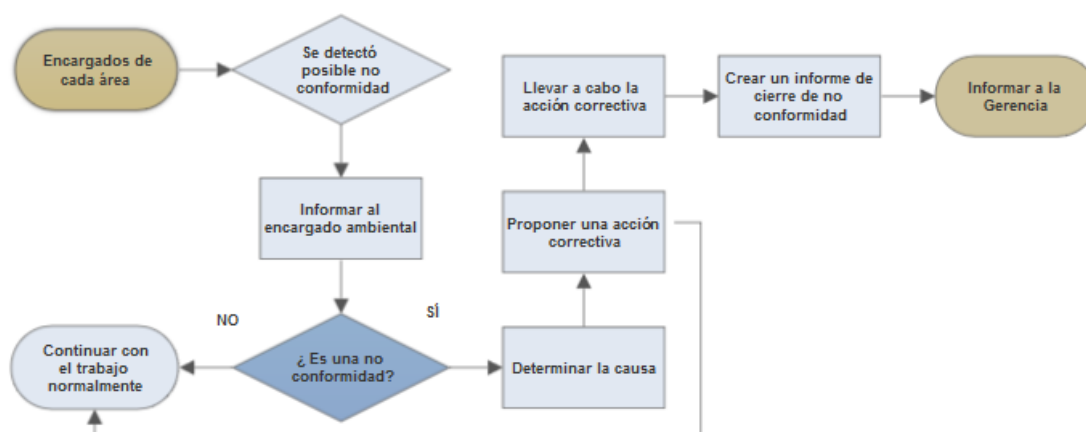 Encargados de
cada área
Se detectó
posible no
conformidad
Informar al
encargado ambiental
¿ Es una no
conformidad?
NO
SÍ
Continuar con
el trabajo
normalmente
Determinar la causa
Proponer una acción
correctiva
Llevar a cabo la
acción correctiva
Crear un informe de
cierre de no
conformidad
Informar a la
Gerencia